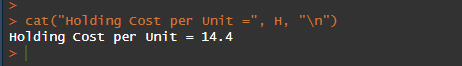 >
> cat("Holding Cost per Unit =", H, "\n")
Holding Cost per Unit = 14.4
>